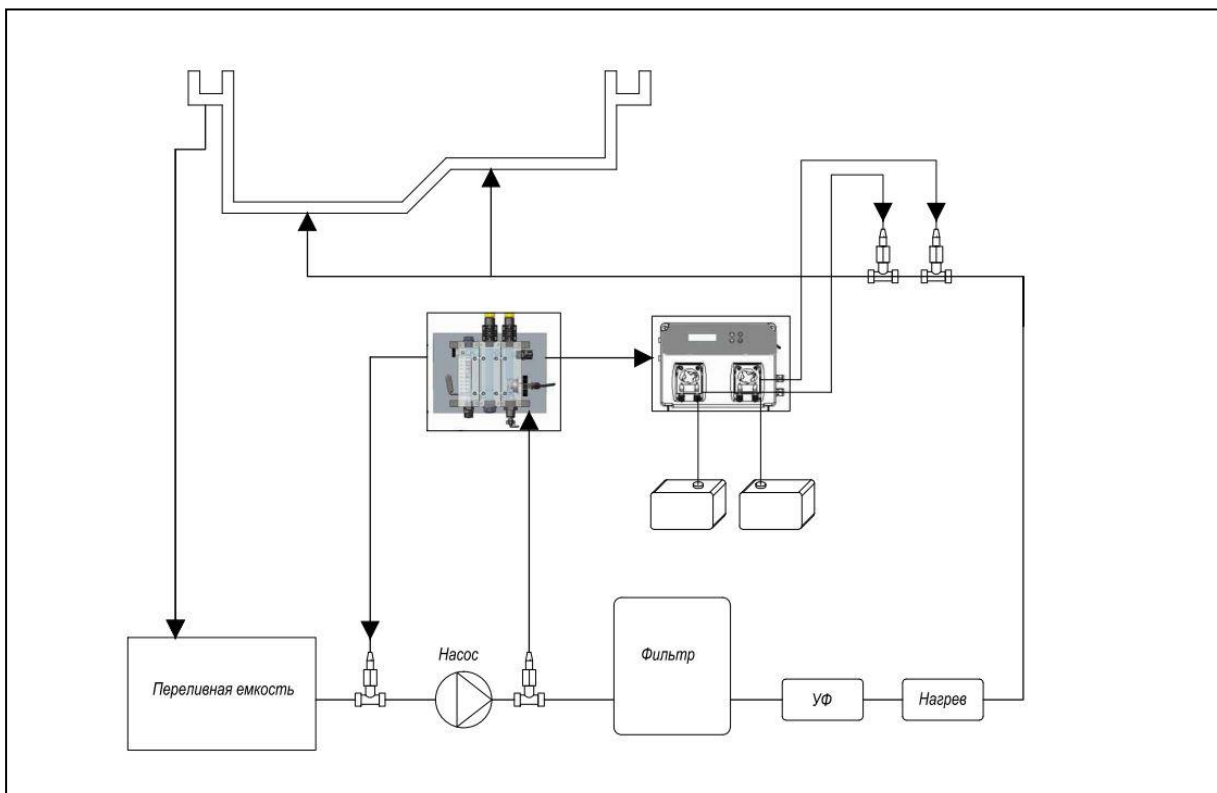 Насос
Фильтр
Переливная емкость
УФ
Нагрев